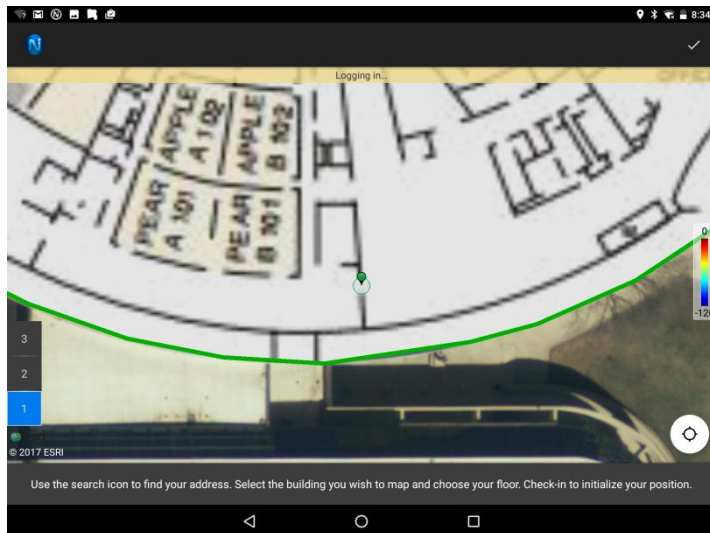 8:34
Logging in...
OFFICE
APPLE
A 102
APPLE
B 102
PEAR
A 101
PEAR
B 101
0
-120
3
2
1
© 2017 ESRI
Use the search icon to find your address. Select the building you wish to map and choose your floor. Check-in to initialize your position.